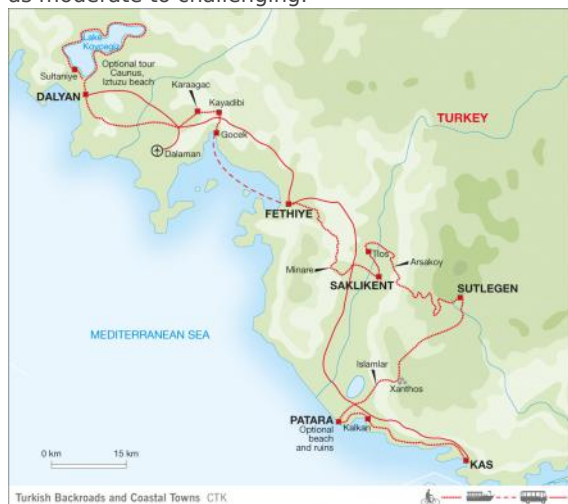 as moderate to challenging.
Lake
Koycegiz
Optional tour
Caunus,
Iztuzu beach
Sultaniye
Karaagac
DALYAN
Kayadibi
TURKEY
Gocek
Dalaman
FETHIYE
Tlos
Arsakoy
Minare
SAKLIKENT
SUTLEGEN
MEDITERRANEAN SEA
Islamlar
Xanthos
PATARA
Optional
beach
and ruins
Kalkan
0 km 15 km
KAS
Turkish Backroads and Coastal Towns CTK